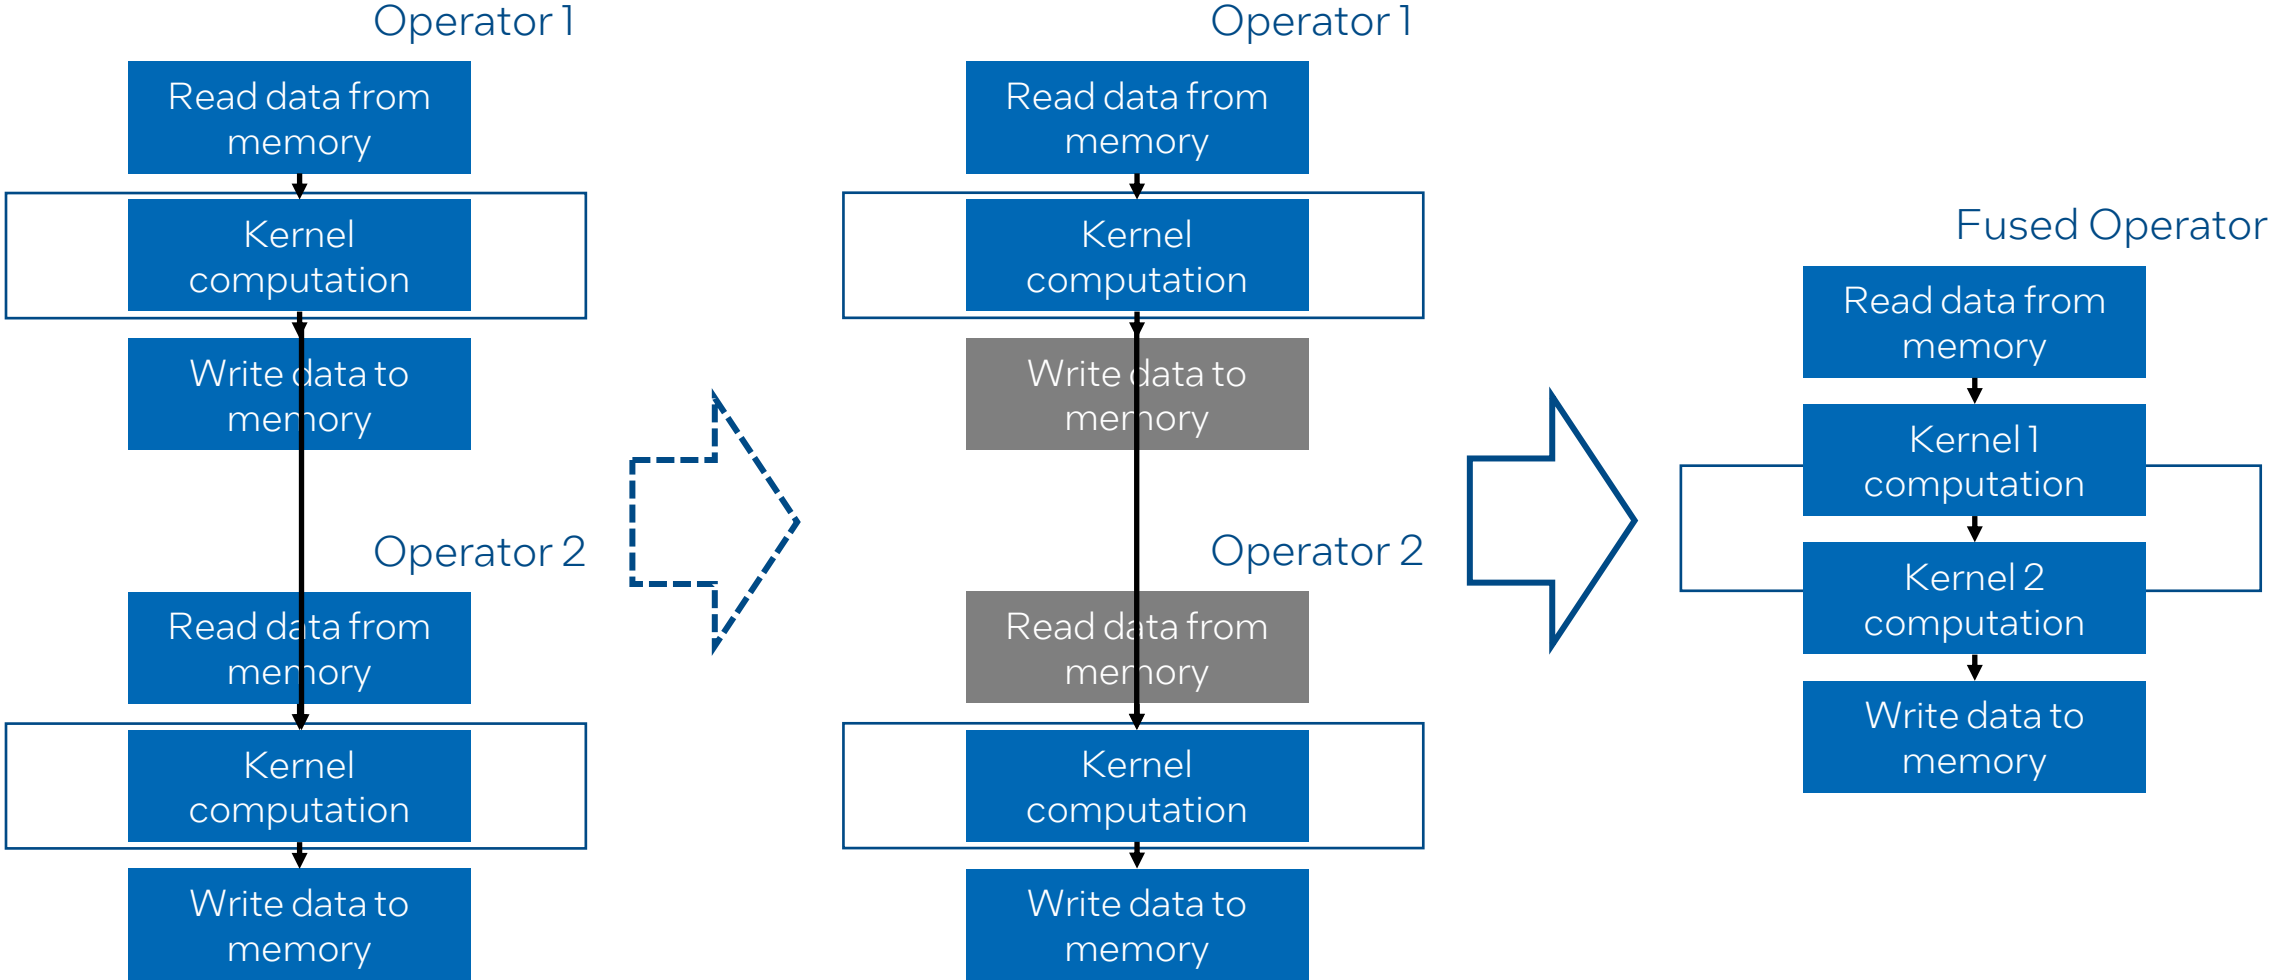 Operator 1
Read data from
memory
Kernel
computation
Write data to
memory
Operator 2
Read data from
memory
Kernel
computation
Write data to
memory
Operator 1
Read data from
memory
Kernel
computation
Write data to
memory
Operator 2
Read data from
memory
Kernel
computation
Write data to
memory
Fused Operator
Read data from
memory
Kernel 1
computation
Kernel 2
computation
Write data to
memory